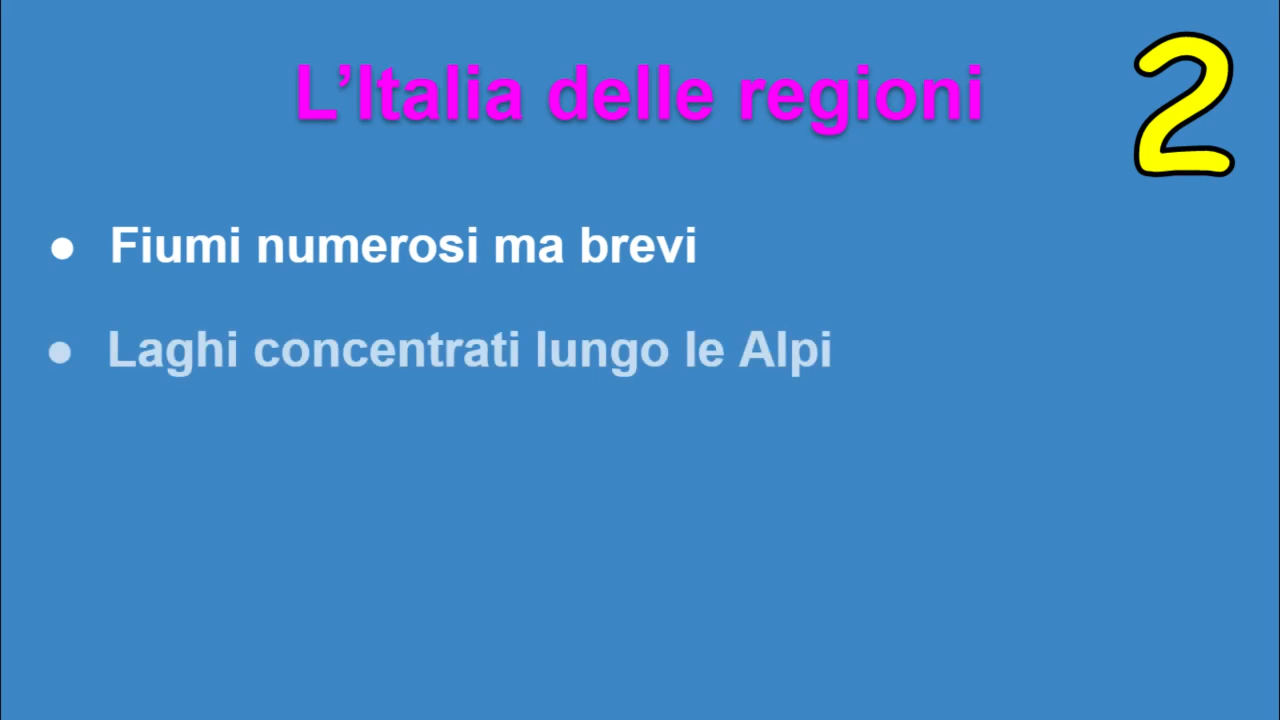 L’Italia delle regioni
2
● Fiumi numerosi ma brevi
● Laghi concentrati lungo le Alpi